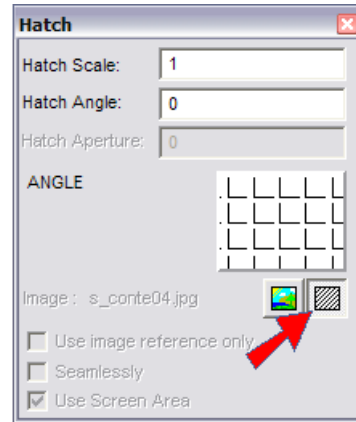 Hatch
Hatch Scale: 1
Hatch Angle: 0
Hatch Aperture: 0
ANGLE
Image : s_conte04.jpg
Use image reference only
Seamlessly
Use Screen Area